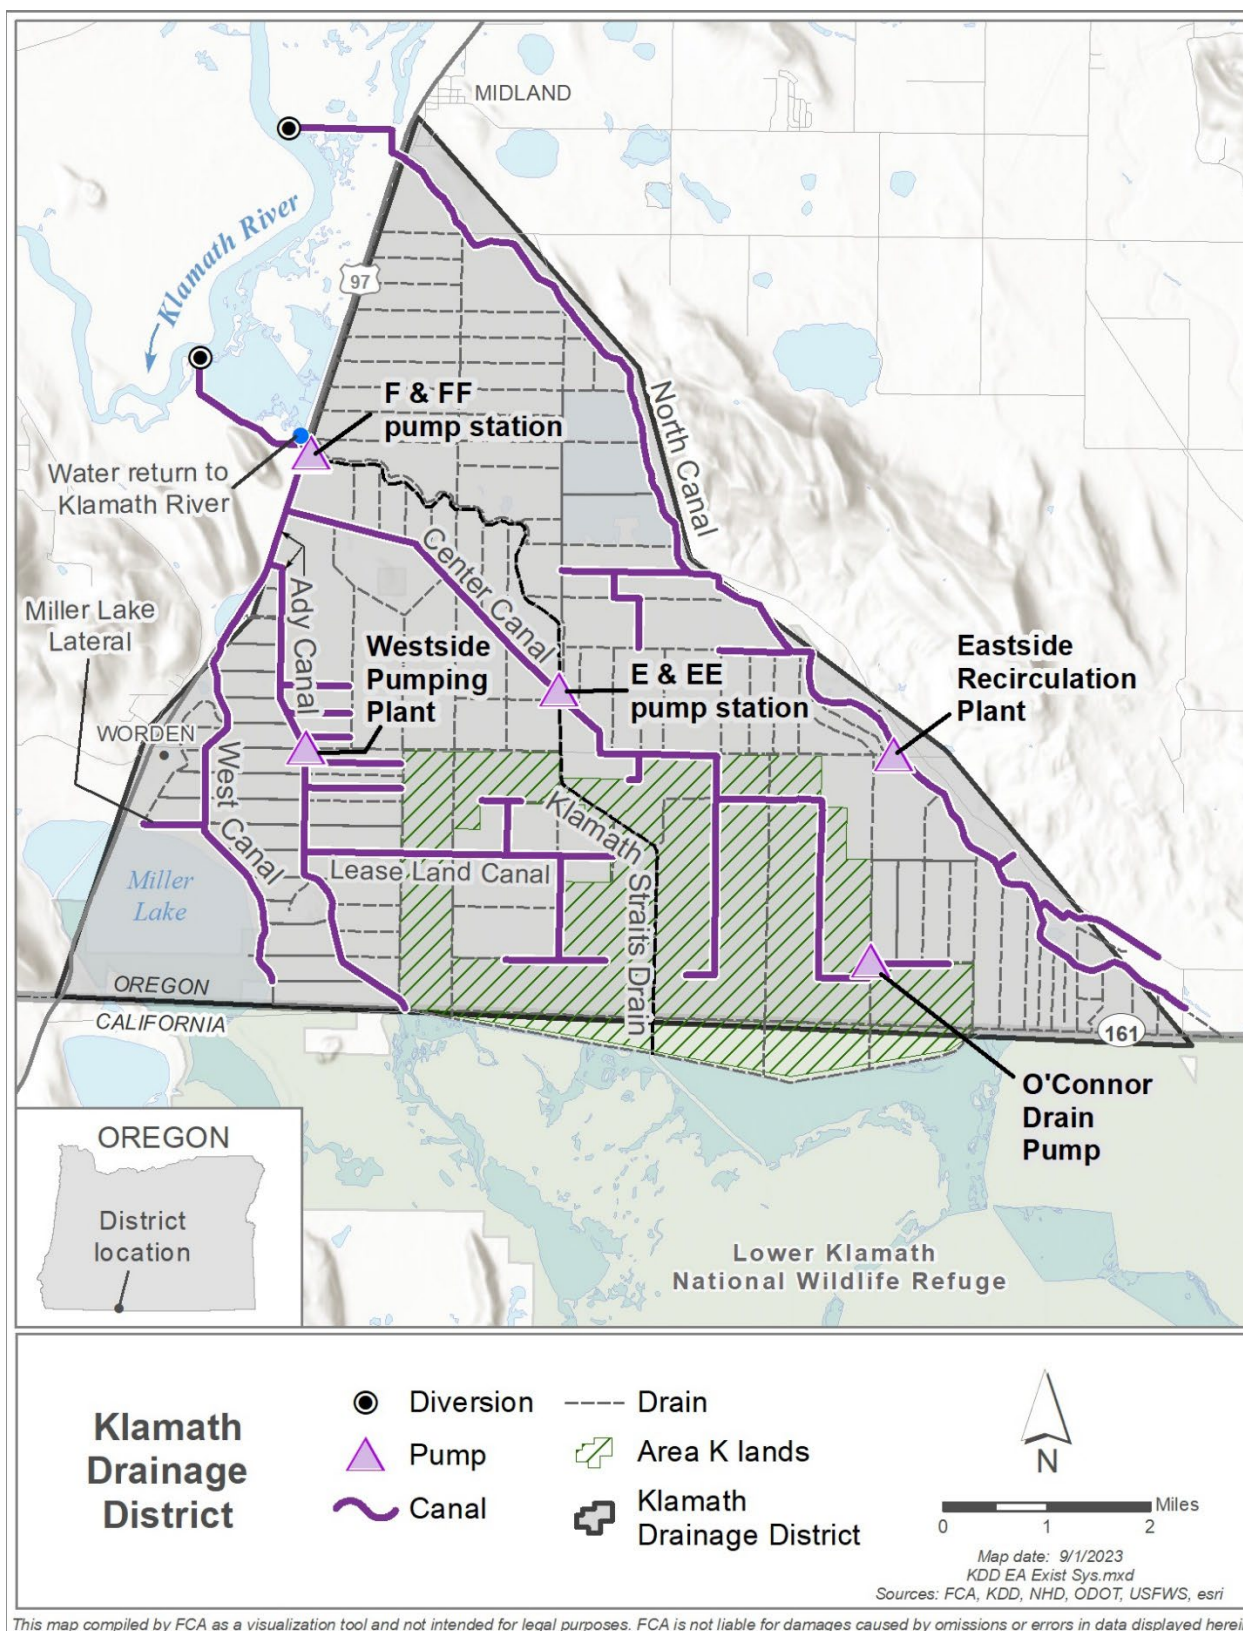 MIDLAND
Klamath River
97
F & FF
pump station
Water return to
Klamath River
North Canal
Center Canal
Ady Canal
Miller Lake
Lateral
Westside
Pumping
Plant
E & EE
pump station
Eastside
Recirculation
Plant
WORDEN
West Canal
Klamath Straits Drain
Lease Land Canal
Miller
Lake
OREGON
CALIFORNIA
161
O'Connor
Drain
Pump
OREGON
District
location
Lower Klamath
National Wildlife Refuge
Klamath
Drainage
District
Diversion
Pump
Canal
Drain
Area K lands
Klamath
Drainage District
N
Miles
0 1 2
Map date: 9/1/2023
KDD EA Exist Sys.mxd
Sources: FCA, KDD, NHD, ODOT, USFWS, esri
This map compiled by FCA as a visualization tool and not intended for legal purposes. FCA is not liable for damages caused by omissions or errors in data displayed herein